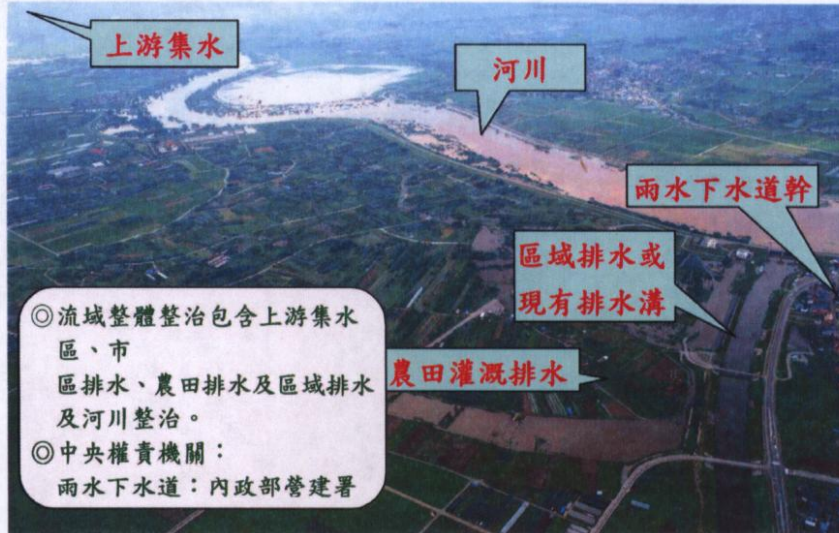 上游集水
河川
雨水下水道幹
區域排水或
現有排水溝
農田灌溉排水
◎流域整體整治包含上游集水
區、市
區排水、農田排水及區域排水
及河川整治。
◎中央權責機關：
雨水下水道：內政部營建署